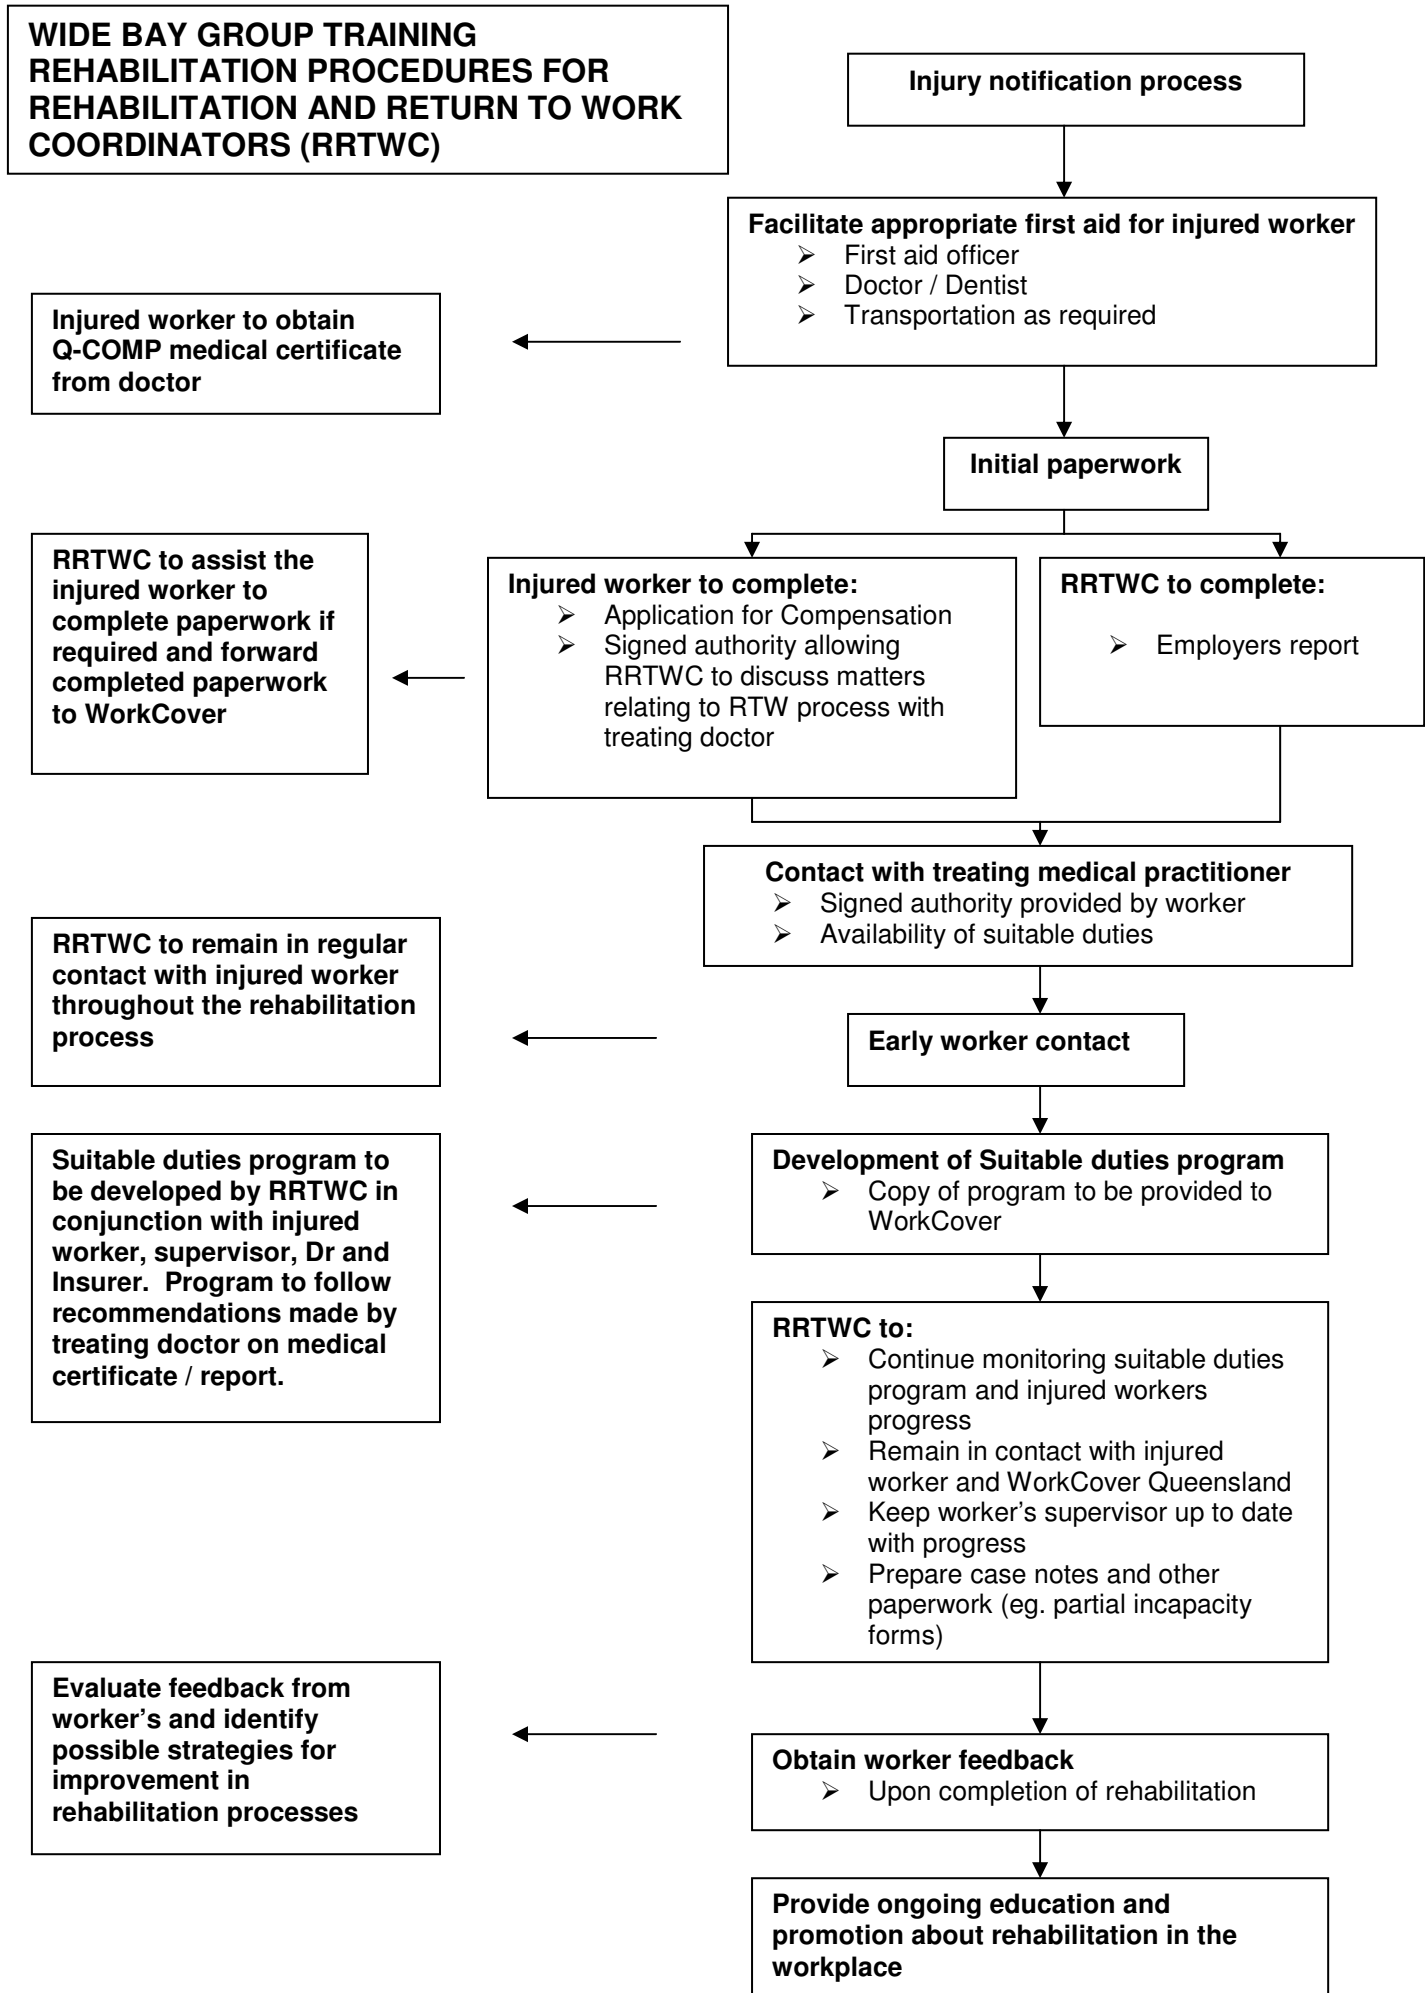 WIDE BAY GROUP TRAINING
REHABILITATION PROCEDURES FOR
REHABILITATION AND RETURN TO WORK
COORDINATORS (RRTWC)
Injury notification process
Facilitate appropriate first aid for injured worker
➢ First aid officer
➢ Doctor / Dentist
➢ Transportation as required
Injured worker to obtain
Q-COMP medical certificate
from doctor
Initial paperwork
RRTWC to assist the
injured worker to
complete paperwork if
required and forward
completed paperwork
to WorkCover
Injured worker to complete:
➢ Application for Compensation
➢ Signed authority allowing
RRTWC to discuss matters
relating to RTW process with
treating doctor
RRTWC to complete:
➢ Employers report
Contact with treating medical practitioner
➢ Signed authority provided by worker
➢ Availability of suitable duties
RRTWC to remain in regular
contact with injured worker
throughout the rehabilitation
process
Early worker contact
Suitable duties program to
be developed by RRTWC in
conjunction with injured
worker, supervisor, Dr and
Insurer.  Program to follow
recommendations made by
treating doctor on medical
certificate / report.
Development of Suitable duties program
➢ Copy of program to be provided to
WorkCover
RRTWC to:
➢ Continue monitoring suitable duties
program and injured workers
progress
➢ Remain in contact with injured
worker and WorkCover Queensland
➢ Keep worker's supervisor up to date
with progress
➢ Prepare case notes and other
paperwork (eg. partial incapacity
forms)
Evaluate feedback from
worker's and identify
possible strategies for
improvement in
rehabilitation processes
Obtain worker feedback
➢ Upon completion of rehabilitation
Provide ongoing education and
promotion about rehabilitation in the
workplace